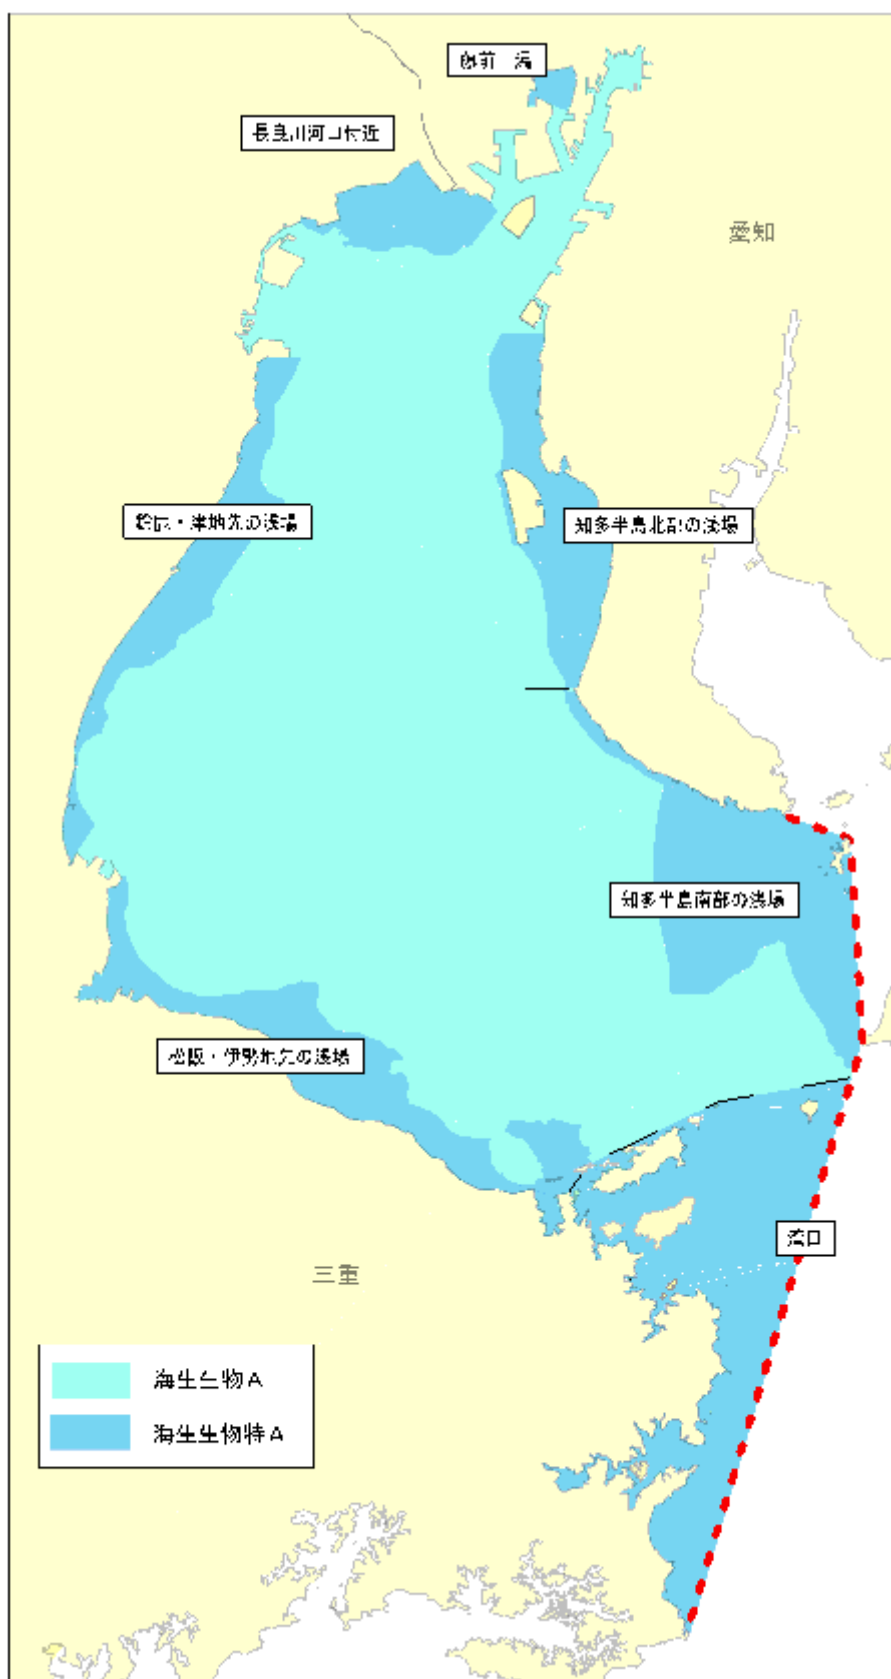 藤前干潟
長良川河口付近
愛知
鈴鹿・津地先の浅場
知多半島北部の浅場
知多半島南部の浅場
松阪・伊勢地先の浅場
湾口
三重
海生生物A
海生生物特A